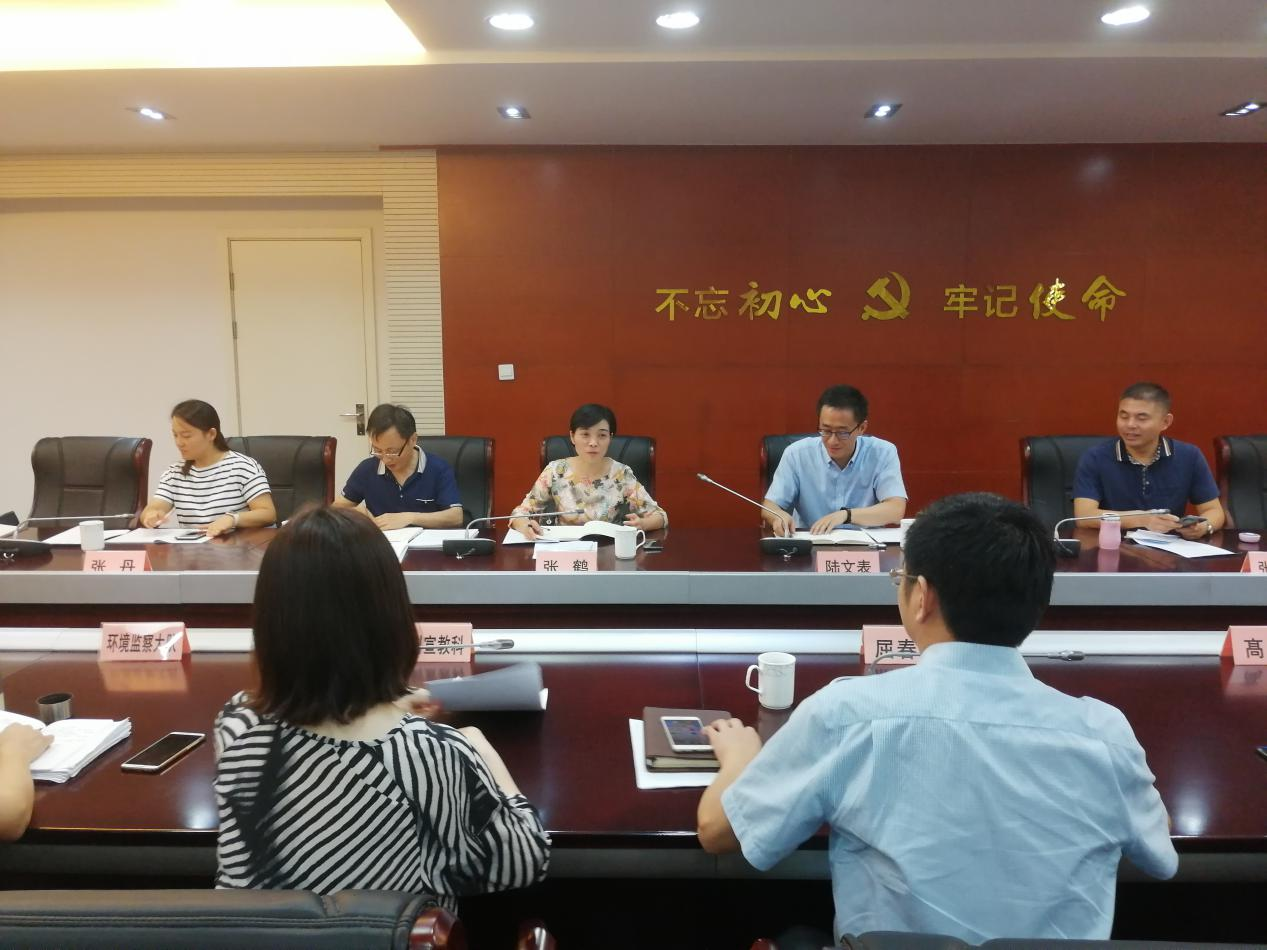 不忘初心 牢记使命
张 丹
张 鹤
陆文表
张
环境监察大队
宣教科
屈春
高